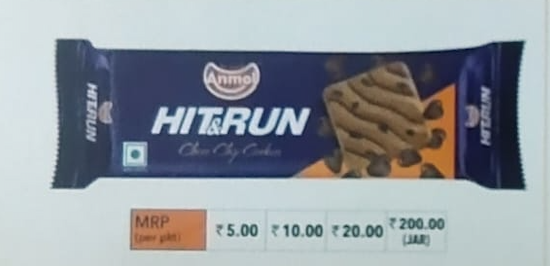 Anmol
HIT&RUN
HIT&RUN
HIT&RUN
Choco Chip Cookies
MRP ₹5.00 ₹10.00 ₹20.00 ₹200.00
(per pkt) (JAR)